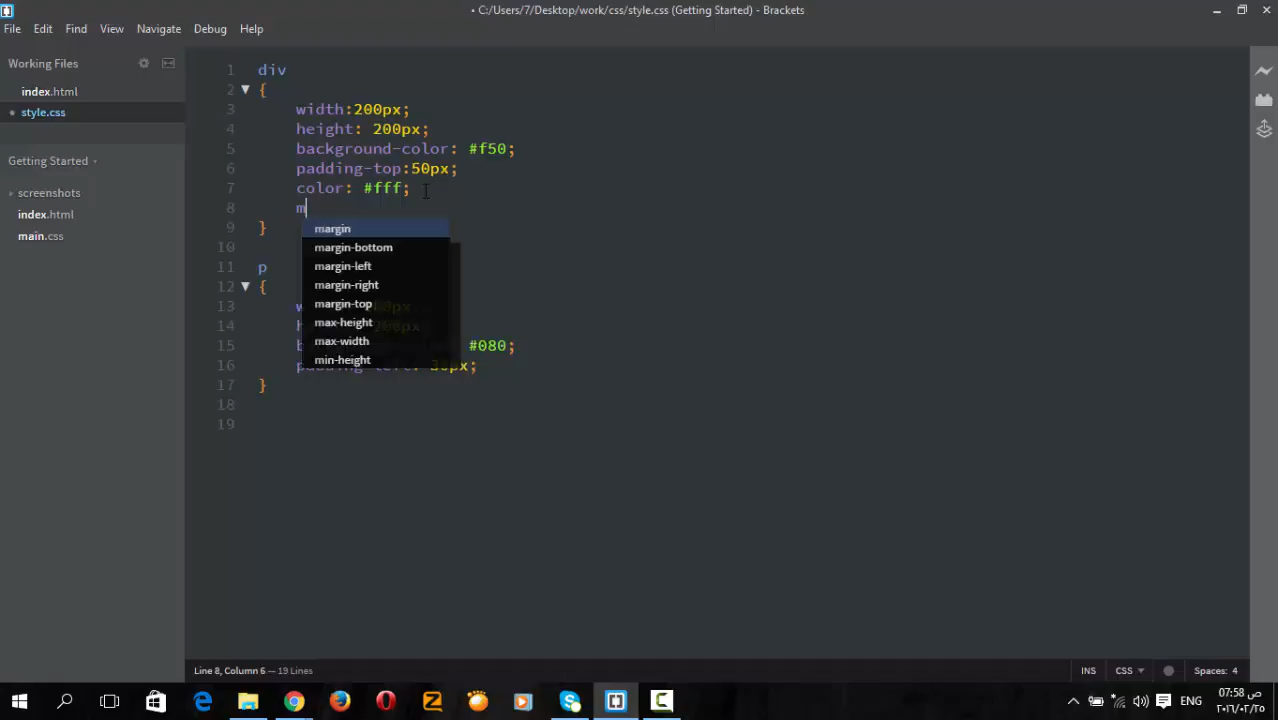 • C:/Users/7/Desktop/work/css/style.css (Getting Started) - Brackets
File Edit Find View Navigate Debug Help
Working Files
index.html
style.css
Getting Started
screenshots
index.html
main.css
1 div
2 {
3 width:200px;
4 height: 200px;
5 background-color: #f50;
6 padding-top:50px;
7 color: #fff;
8 m
margin
9 }
margin-bottom
10
margin-left
11 p
margin-right
12 {
margin-top
13
max-height
14
max-width
15 #080;
min-height
16 px;
17 }
18
19
Line 8, Column 6 — 19 Lines
INS CSS Spaces: 4
ENG
07:58 ص
٢٠١٦/٠٢/٢٥